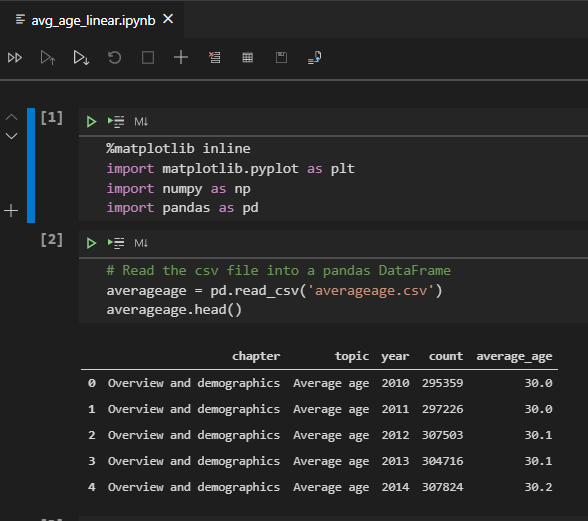 avg_age_linear.ipynb
[1]
M↓
%matplotlib inline
import matplotlib.pyplot as plt
import numpy as np
import pandas as pd
[2]
M↓
# Read the csv file into a pandas DataFrame
averageage = pd.read_csv('averageage.csv')
averageage.head()
chapter topic year count average_age
0 Overview and demographics Average age 2010 295359 30.0
1 Overview and demographics Average age 2011 297226 30.0
2 Overview and demographics Average age 2012 307503 30.1
3 Overview and demographics Average age 2013 304716 30.1
4 Overview and demographics Average age 2014 307824 30.2